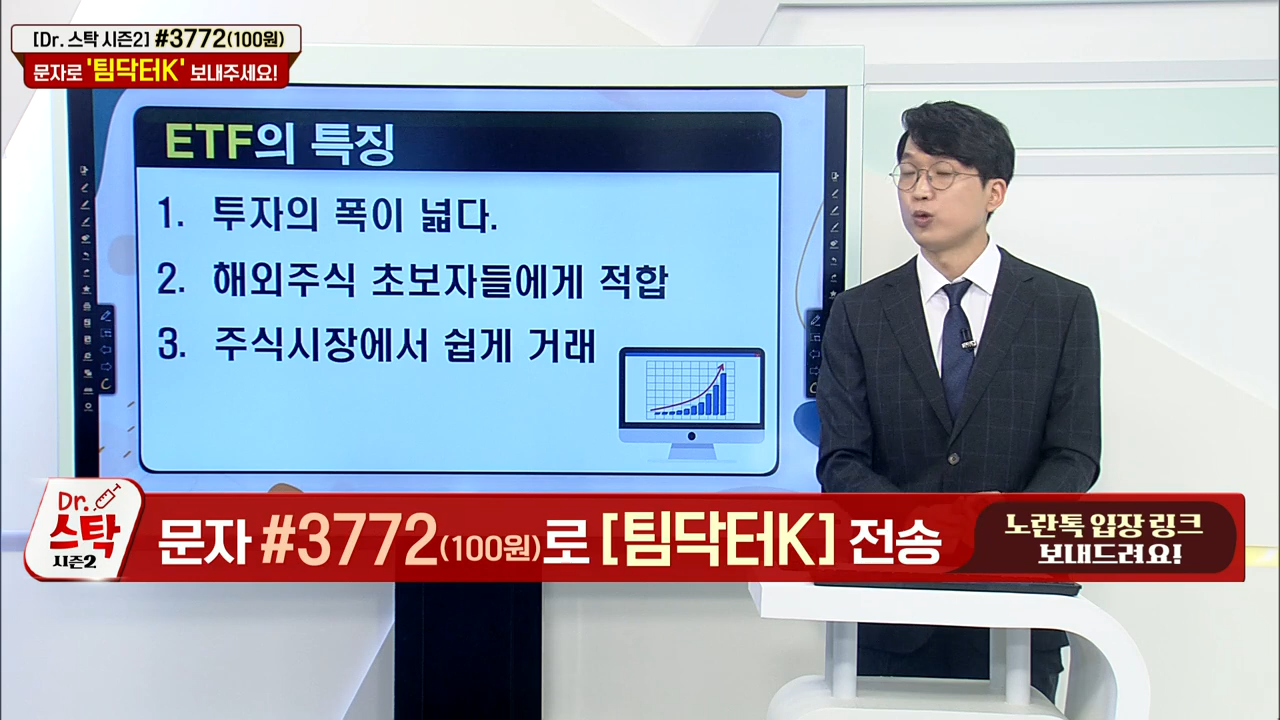 [Dr. 스탁 시즌2] #3772(100원)
문자로 '팀닥터K' 보내주세요!
ETF의 특징
1. 투자의 폭이 넓다.
2. 해외주식 초보자들에게 적합
3. 주식시장에서 쉽게 거래
Dr.
스탁
시즌2
문자 #3772(100원)로 [팀닥터K] 전송
노란톡 입장 링크
보내드려요!